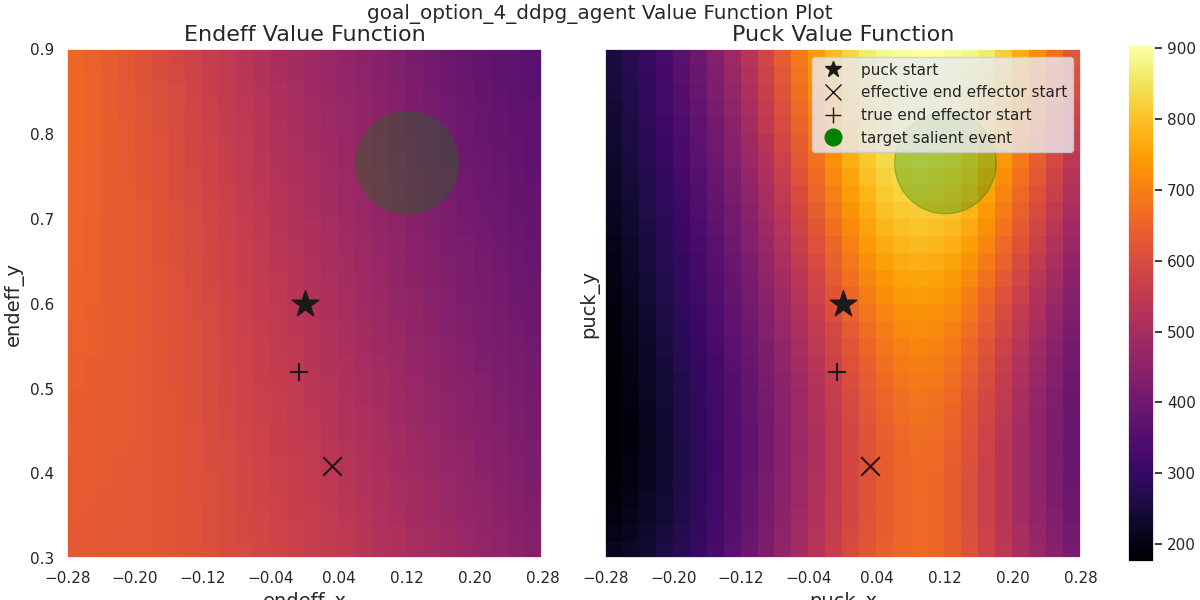 goal_option_4_ddpg_agent Value Function Plot
Endeff Value Function
Puck Value Function
puck start
effective end effector start
true end effector start
target salient event
endeff_y
0.9
0.8
0.7
0.6
0.5
0.4
0.3
−0.28 −0.20 −0.12 −0.04 0.04 0.12 0.20 0.28
endeff_x
puck_y
−0.28 −0.20 −0.12 −0.04 0.04 0.12 0.20 0.28
puck_x
900
800
700
600
500
400
300
200